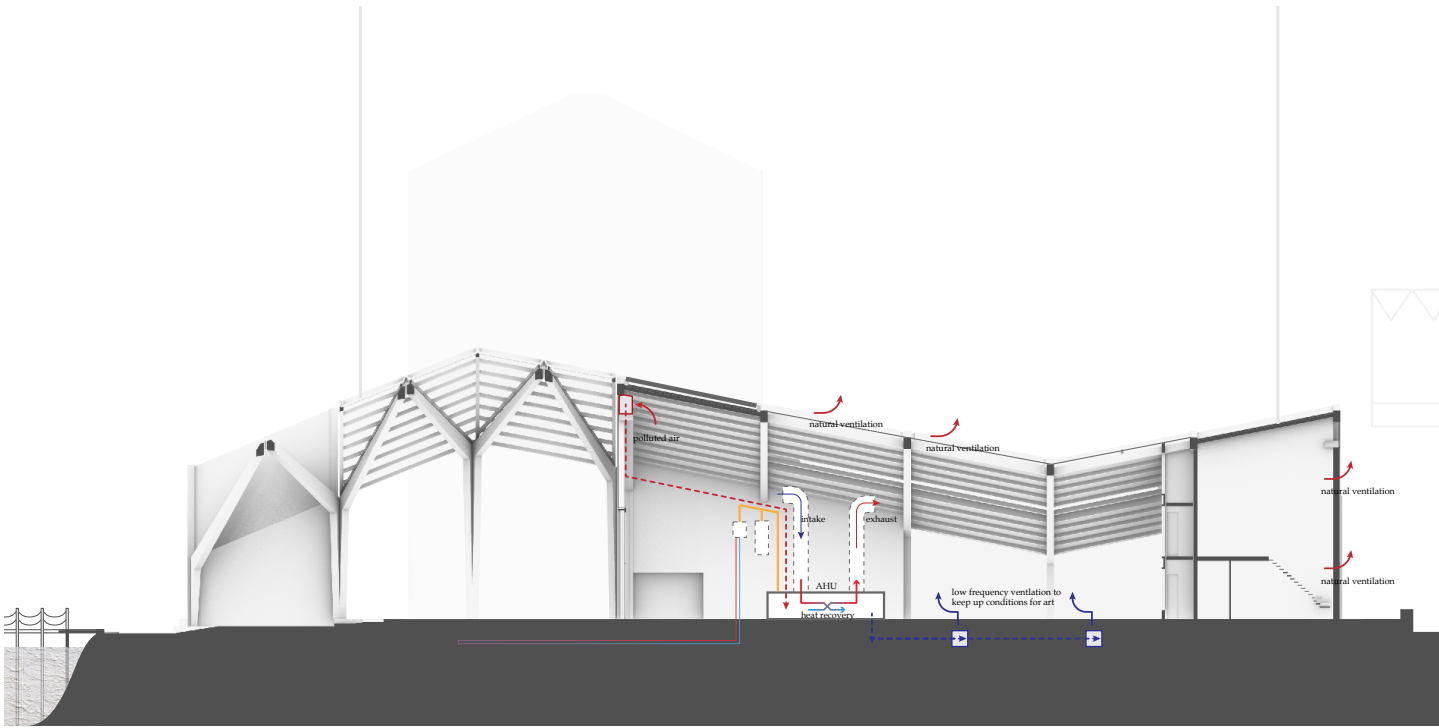 natural ventilation
polluted air
natural ventilation
natural ventilation
intake
exhaust
natural ventilation
AHU
low frequency ventlation to
keep up conditions for art
heat recovery